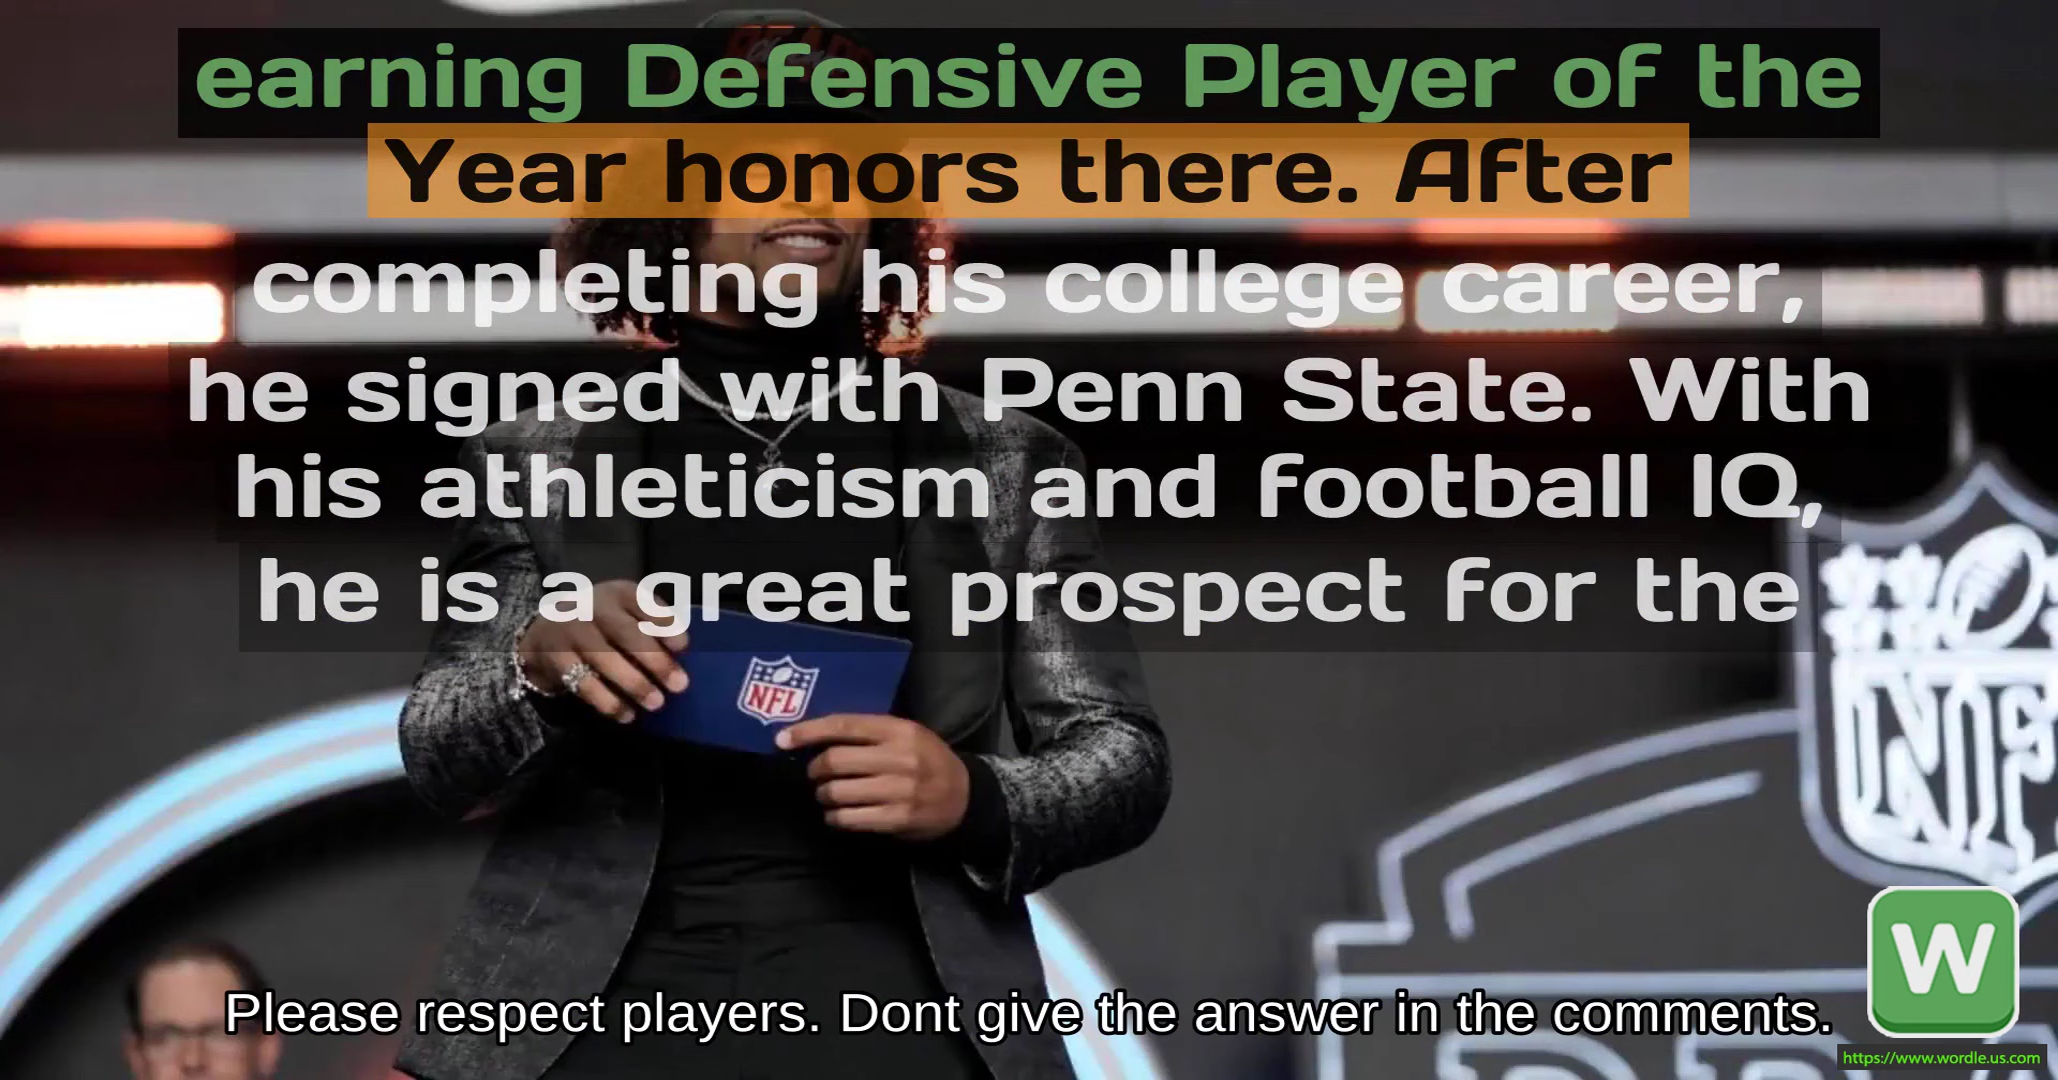 earning Defensive Player of the
Year honors there. After
completing his college career,
he signed with Penn State. With
his athleticism and football IQ,
he is a great prospect for the
NFL
Please respect players. Dont give the answer in the comments.
W
https://www.wordle.us.com